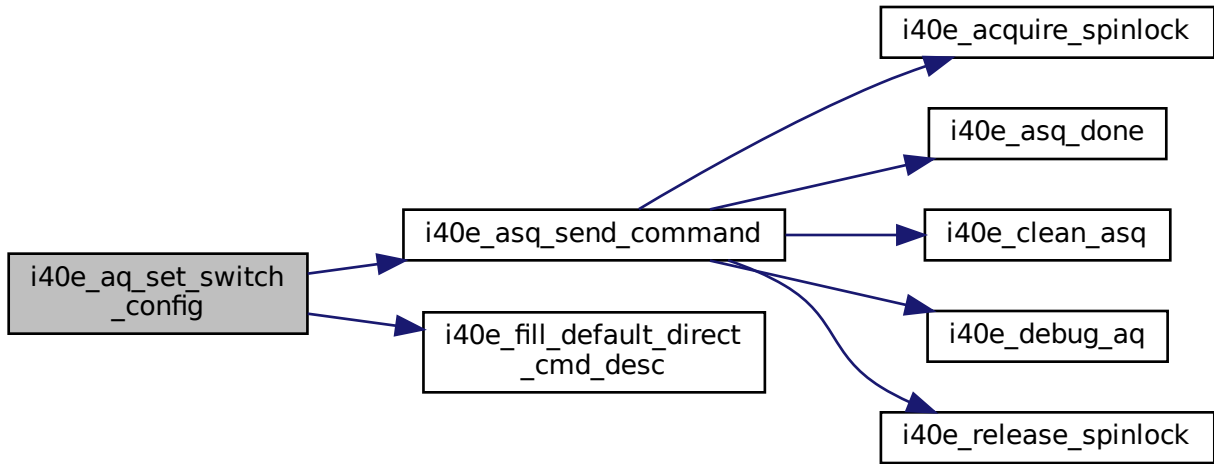 i40e_aq_set_switch
_config
i40e_asq_send_command
i40e_fill_default_direct
_cmd_desc
i40e_acquire_spinlock
i40e_asq_done
i40e_clean_asq
i40e_debug_aq
i40e_release_spinlock